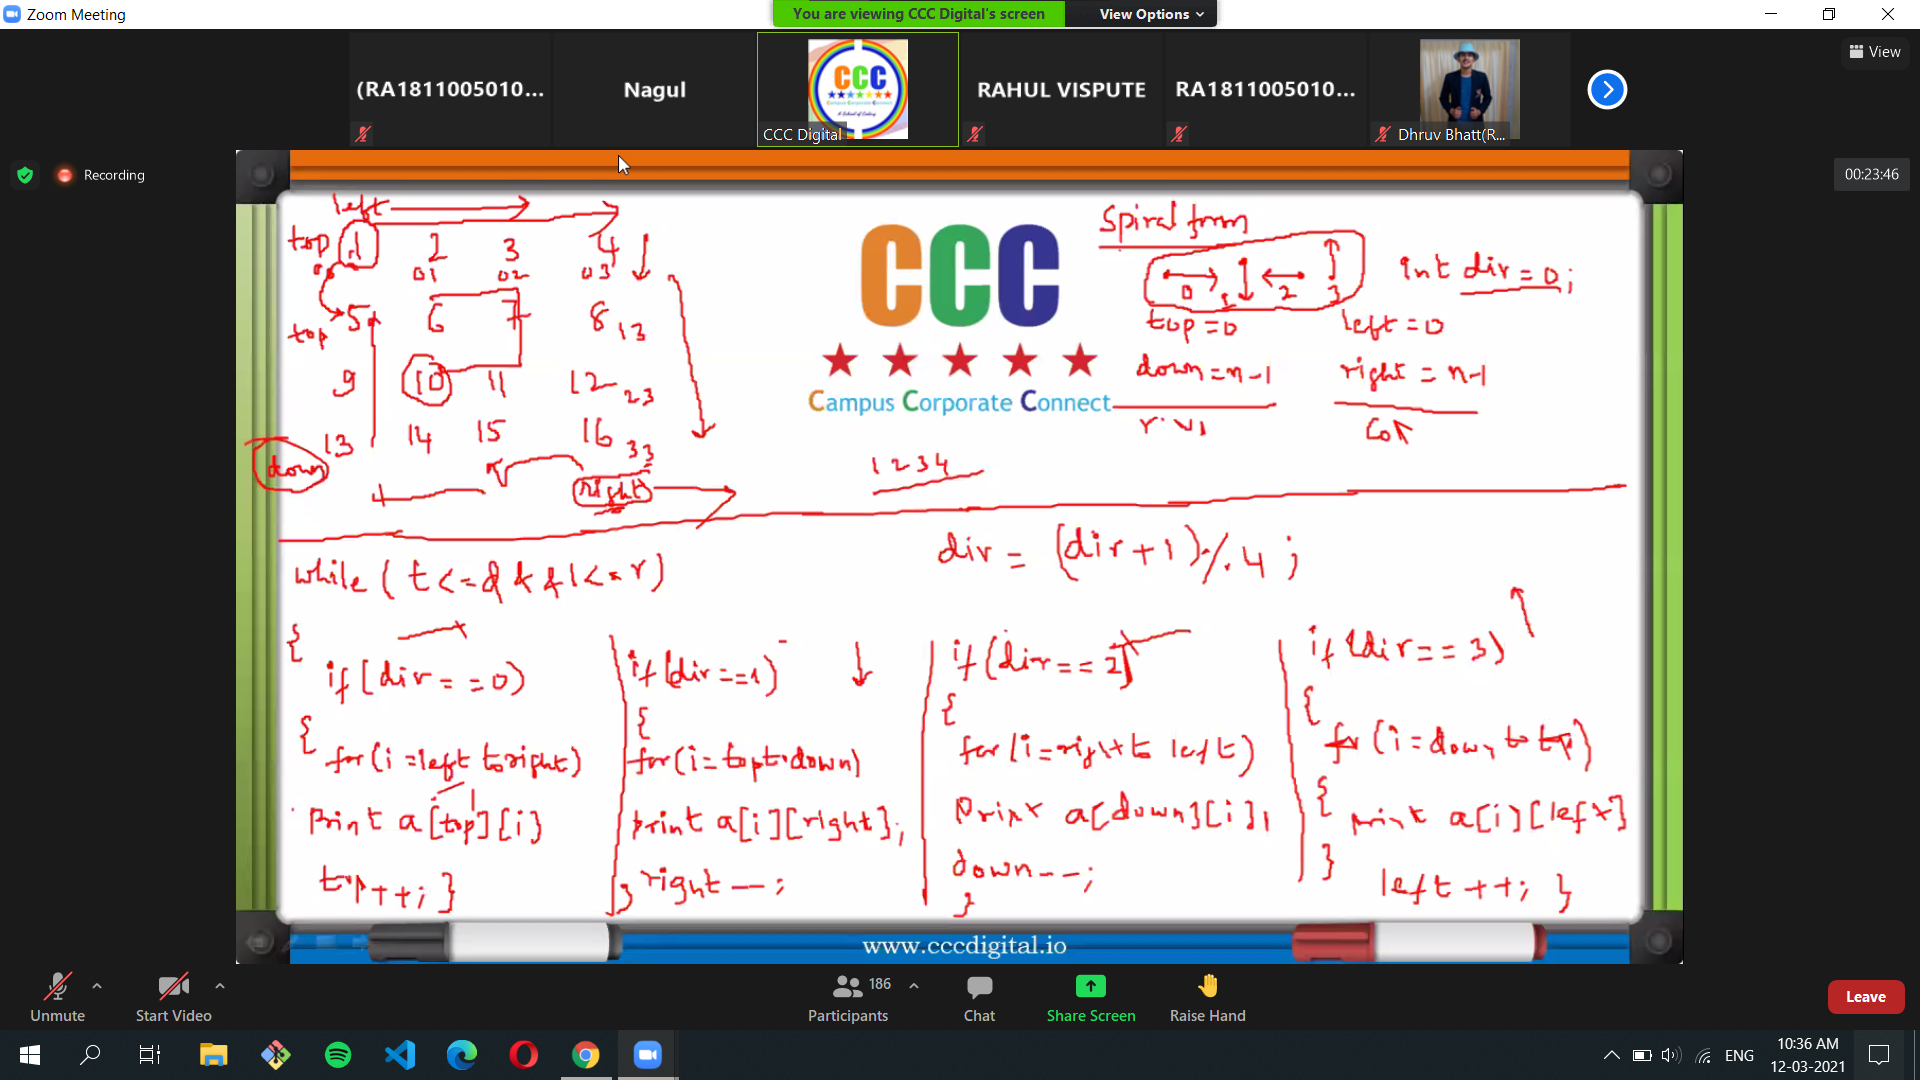 Zoom Meeting
You are viewing CCC Digital's screen
View Options
View
(RA1811005010...
Nagul
CCC
Campus Corporate Connect
A School of Coding
CCC Digital
RAHUL VISPUTE
RA1811005010...
Dhruv Bhatt(R...
Recording
00:23:46
left
top 1 2 3 4
01 02 03
top 5 6 7 8 13
9 10 11 12 23
13 14 15 16 33
down
right
CCC
Campus Corporate Connect
1 2 3 4
Spiral form
0 1 2 3
int dir = 0;
top = 0 left = 0
down = n-1 right = n-1
while ( t <= d && l <= r)
dir = (dir + 1) % 4 ;
{
if (dir == 0)
{
for (i = left to right)
Print a[top][i]
top++; }
if (dir == 1)
{
for (i = top to down)
print a[i][right];
} right --;
if (dir == 2)
{
for (i = right to left)
Print a[down][i],
down--;
}
if (dir == 3)
{
for (i = down to top)
{ print a[i][left]
}
left ++; }
www.cccdigital.io
Unmute
Start Video
186
Participants
Chat
Share Screen
Raise Hand
Leave
ENG
10:36 AM
12-03-2021